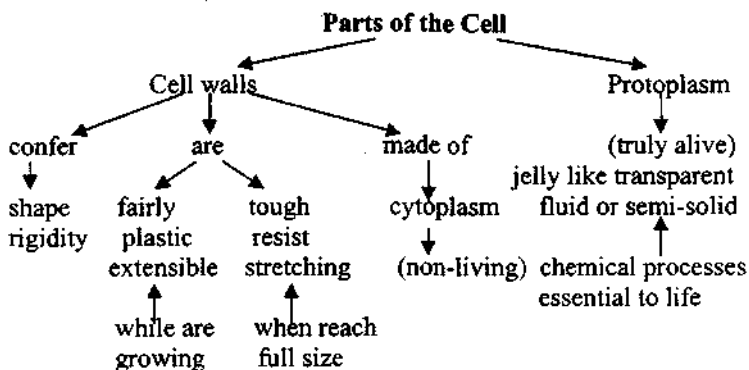 Parts of the Cell
Cell walls
Protoplasm
confer
are
made of
(truly alive)
jelly like transparent
fluid or semi-solid
shape
rigidity
fairly
plastic
extensible
tough
resist
stretching
cytoplasm
(non-living)
chemical processes
essential to life
while are
growing
when reach
full size